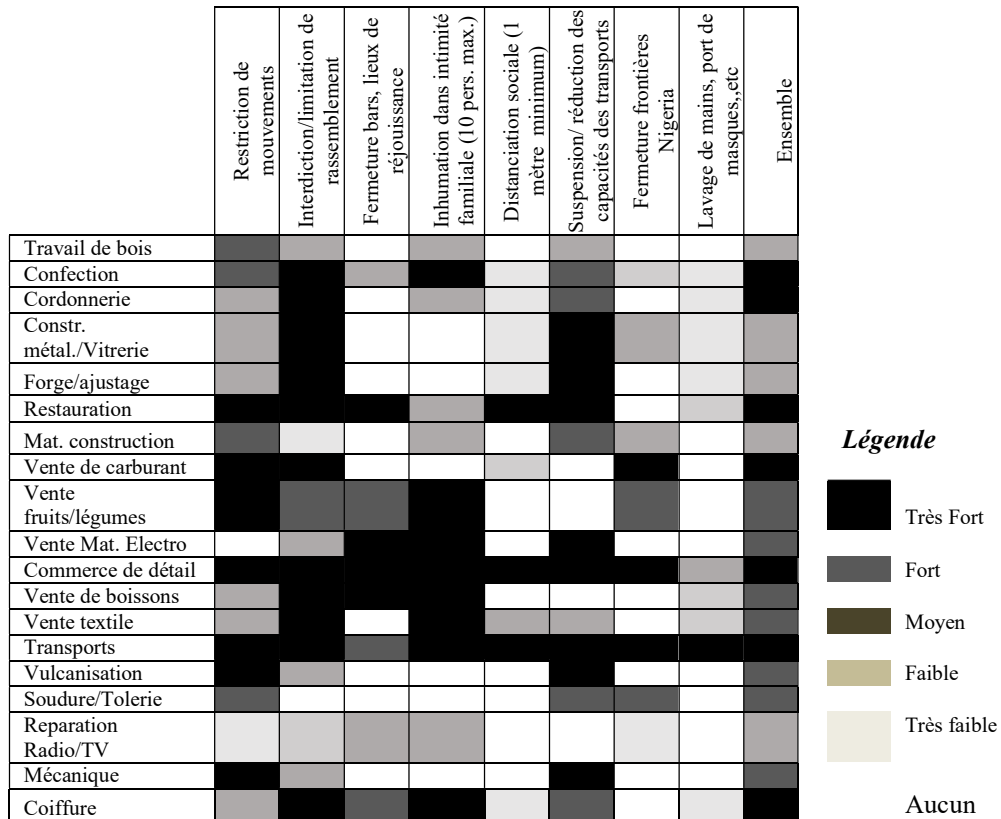 Restriction de
mouvements
Interdiction/limitation de
rassemblement
Fermeture bars, lieux de
réjouissance
Inhumation dans intimité
familiale (10 pers. max.)
Distanciation sociale (1
mètre minimum)
Suspension/ réduction des
capacités des transports
Fermeture frontières
Nigeria
Lavage de mains, port de
masques,,etc
Ensemble
Travail de bois
Confection
Cordonnerie
Constr.
métal./Vitrerie
Forge/ajustage
Restauration
Mat. construction
Vente de carburant
Vente
fruits/légumes
Vente Mat. Electro
Commerce de détail
Vente de boissons
Vente textile
Transports
Vulcanisation
Soudure/Tolerie
Reparation
Radio/TV
Mécanique
Coiffure
Légende
Très Fort
Fort
Moyen
Faible
Très faible
Aucun